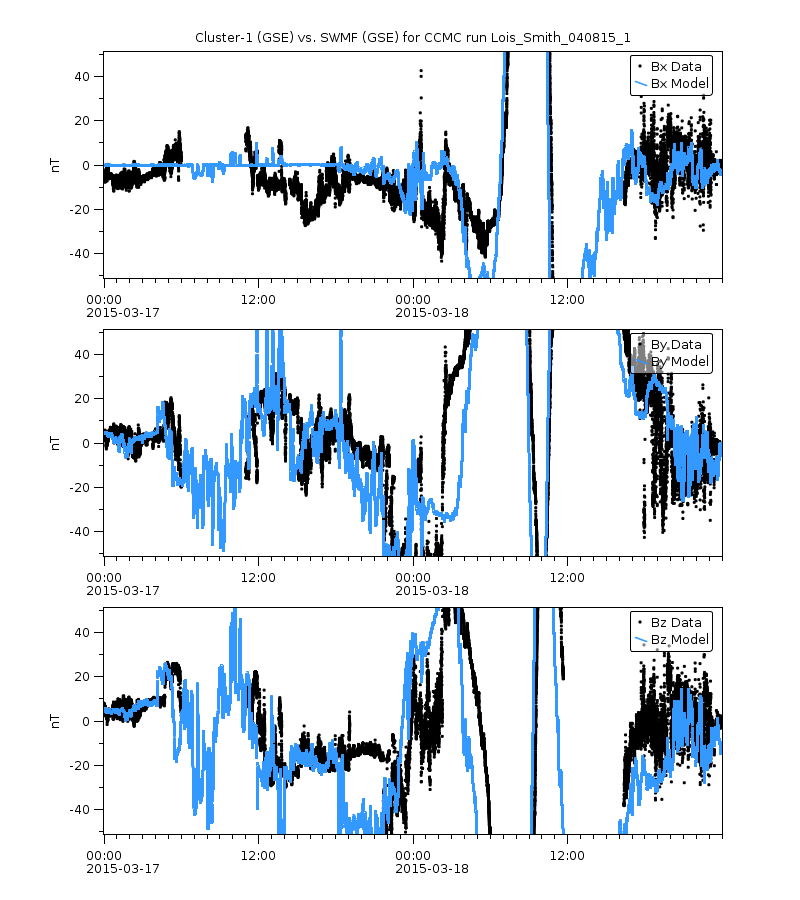 Cluster-1 (GSE) vs. SWMF (GSE) for CCMC run Lois_Smith_040815_1
Bx Data
Bx Model
40
20
0
-20
-40
nT
00:00 12:00 00:00 12:00
2015-03-17 2015-03-18
By Data
By Model
40
20
0
-20
-40
nT
00:00 12:00 00:00 12:00
2015-03-17 2015-03-18
Bz Data
Bz Model
40
20
0
-20
-40
nT
00:00 12:00 00:00 12:00
2015-03-17 2015-03-18